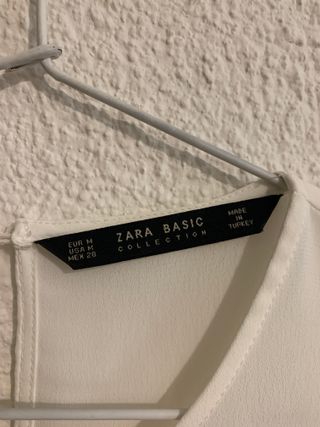 EUR M
USA M
MEX 28
ZARA BASIC
COLLECTION
MADE
IN
TURKEY